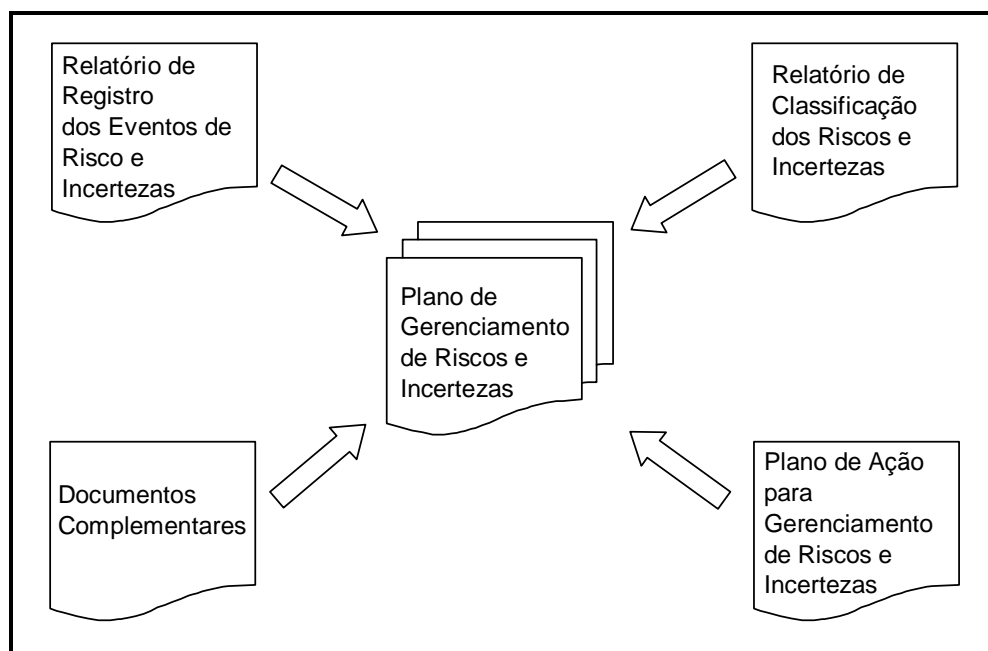 Relatório de
Registro
dos Eventos de
Risco e
Incertezas
Relatório de
Classificação
dos Riscos e
Incertezas
Plano de
Gerenciamento
de Riscos e
Incertezas
Documentos
Complementares
Plano de Ação
para
Gerenciamento
de Riscos e
Incertezas